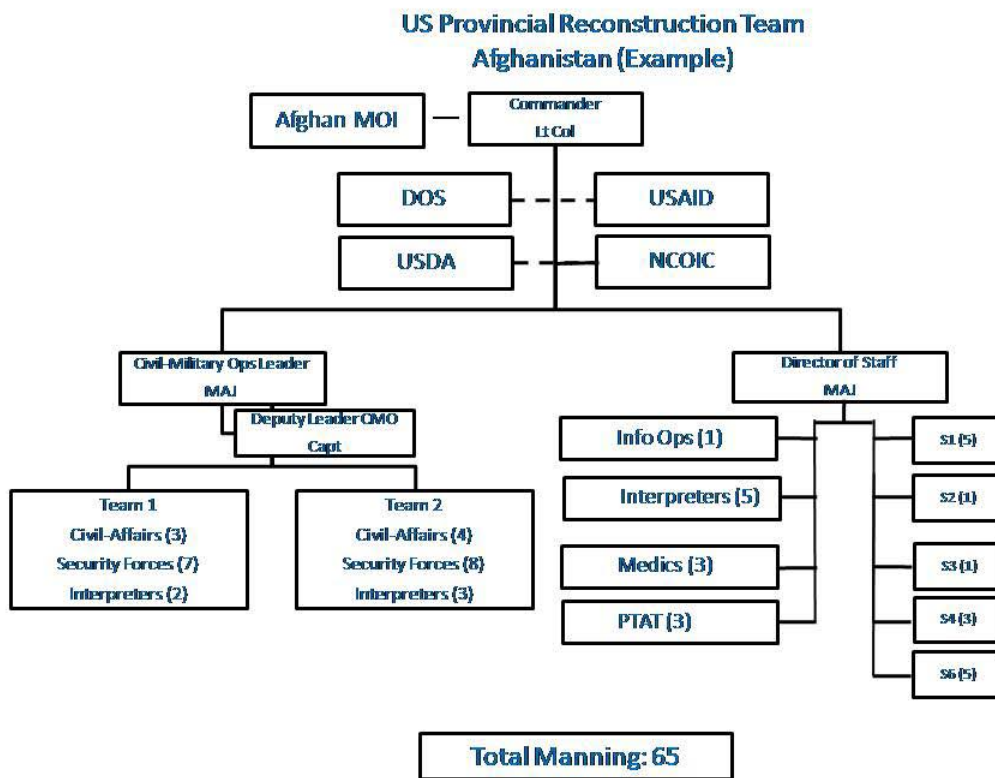 US Provincial Reconstruction Team
Afghanistan (Example)
Afghan MOI
Commander
Lt Col
DOS
USAID
USDA
NCOIC
Civil-Military Ops Leader
MAJ
Deputy Leader CMO
Capt
Team 1
Civil-Affairs (3)
Security Forces (7)
Interpreters (2)
Team 2
Civil-Affairs (4)
Security Forces (8)
Interpreters (3)
Director of Staff
MAJ
Info Ops (1)
Interpreters (5)
Medics (3)
PTAT (3)
S1 (5)
S2 (1)
S3 (1)
S4 (3)
S6 (5)
Total Manning: 65